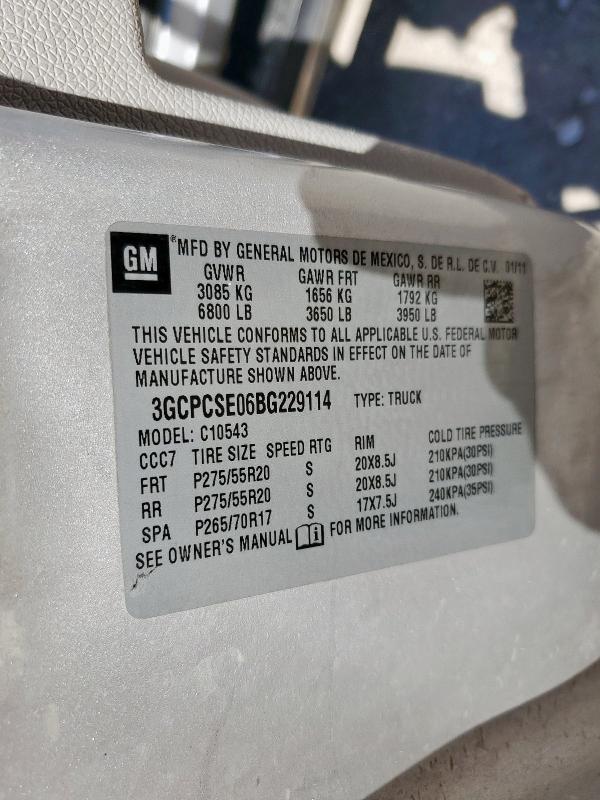 GM ® MFD BY GENERAL MOTORS DE MEXICO, S. DE R.L. DE C.V. 01/11
GVWR GAWR FRT GAWR RR
3085 KG 1656 KG 1792 KG
6800 LB 3650 LB 3950 LB
THIS VEHICLE CONFORMS TO ALL APPLICABLE U.S. FEDERAL MOTOR
VEHICLE SAFETY STANDARDS IN EFFECT ON THE DATE OF
MANUFACTURE SHOWN ABOVE.
3GCPCSE06BG229114 TYPE: TRUCK
MODEL: C10543
CCC7 TIRE SIZE SPEED RTG RIM COLD TIRE PRESSURE
FRT P275/55R20 S 20X8.5J 210KPA(30PSI)
RR P275/55R20 S 20X8.5J 210KPA(30PSI)
SPA P265/70R17 S 17X7.5J 240KPA(35PSI)
SEE OWNER'S MANUAL FOR MORE INFORMATION.